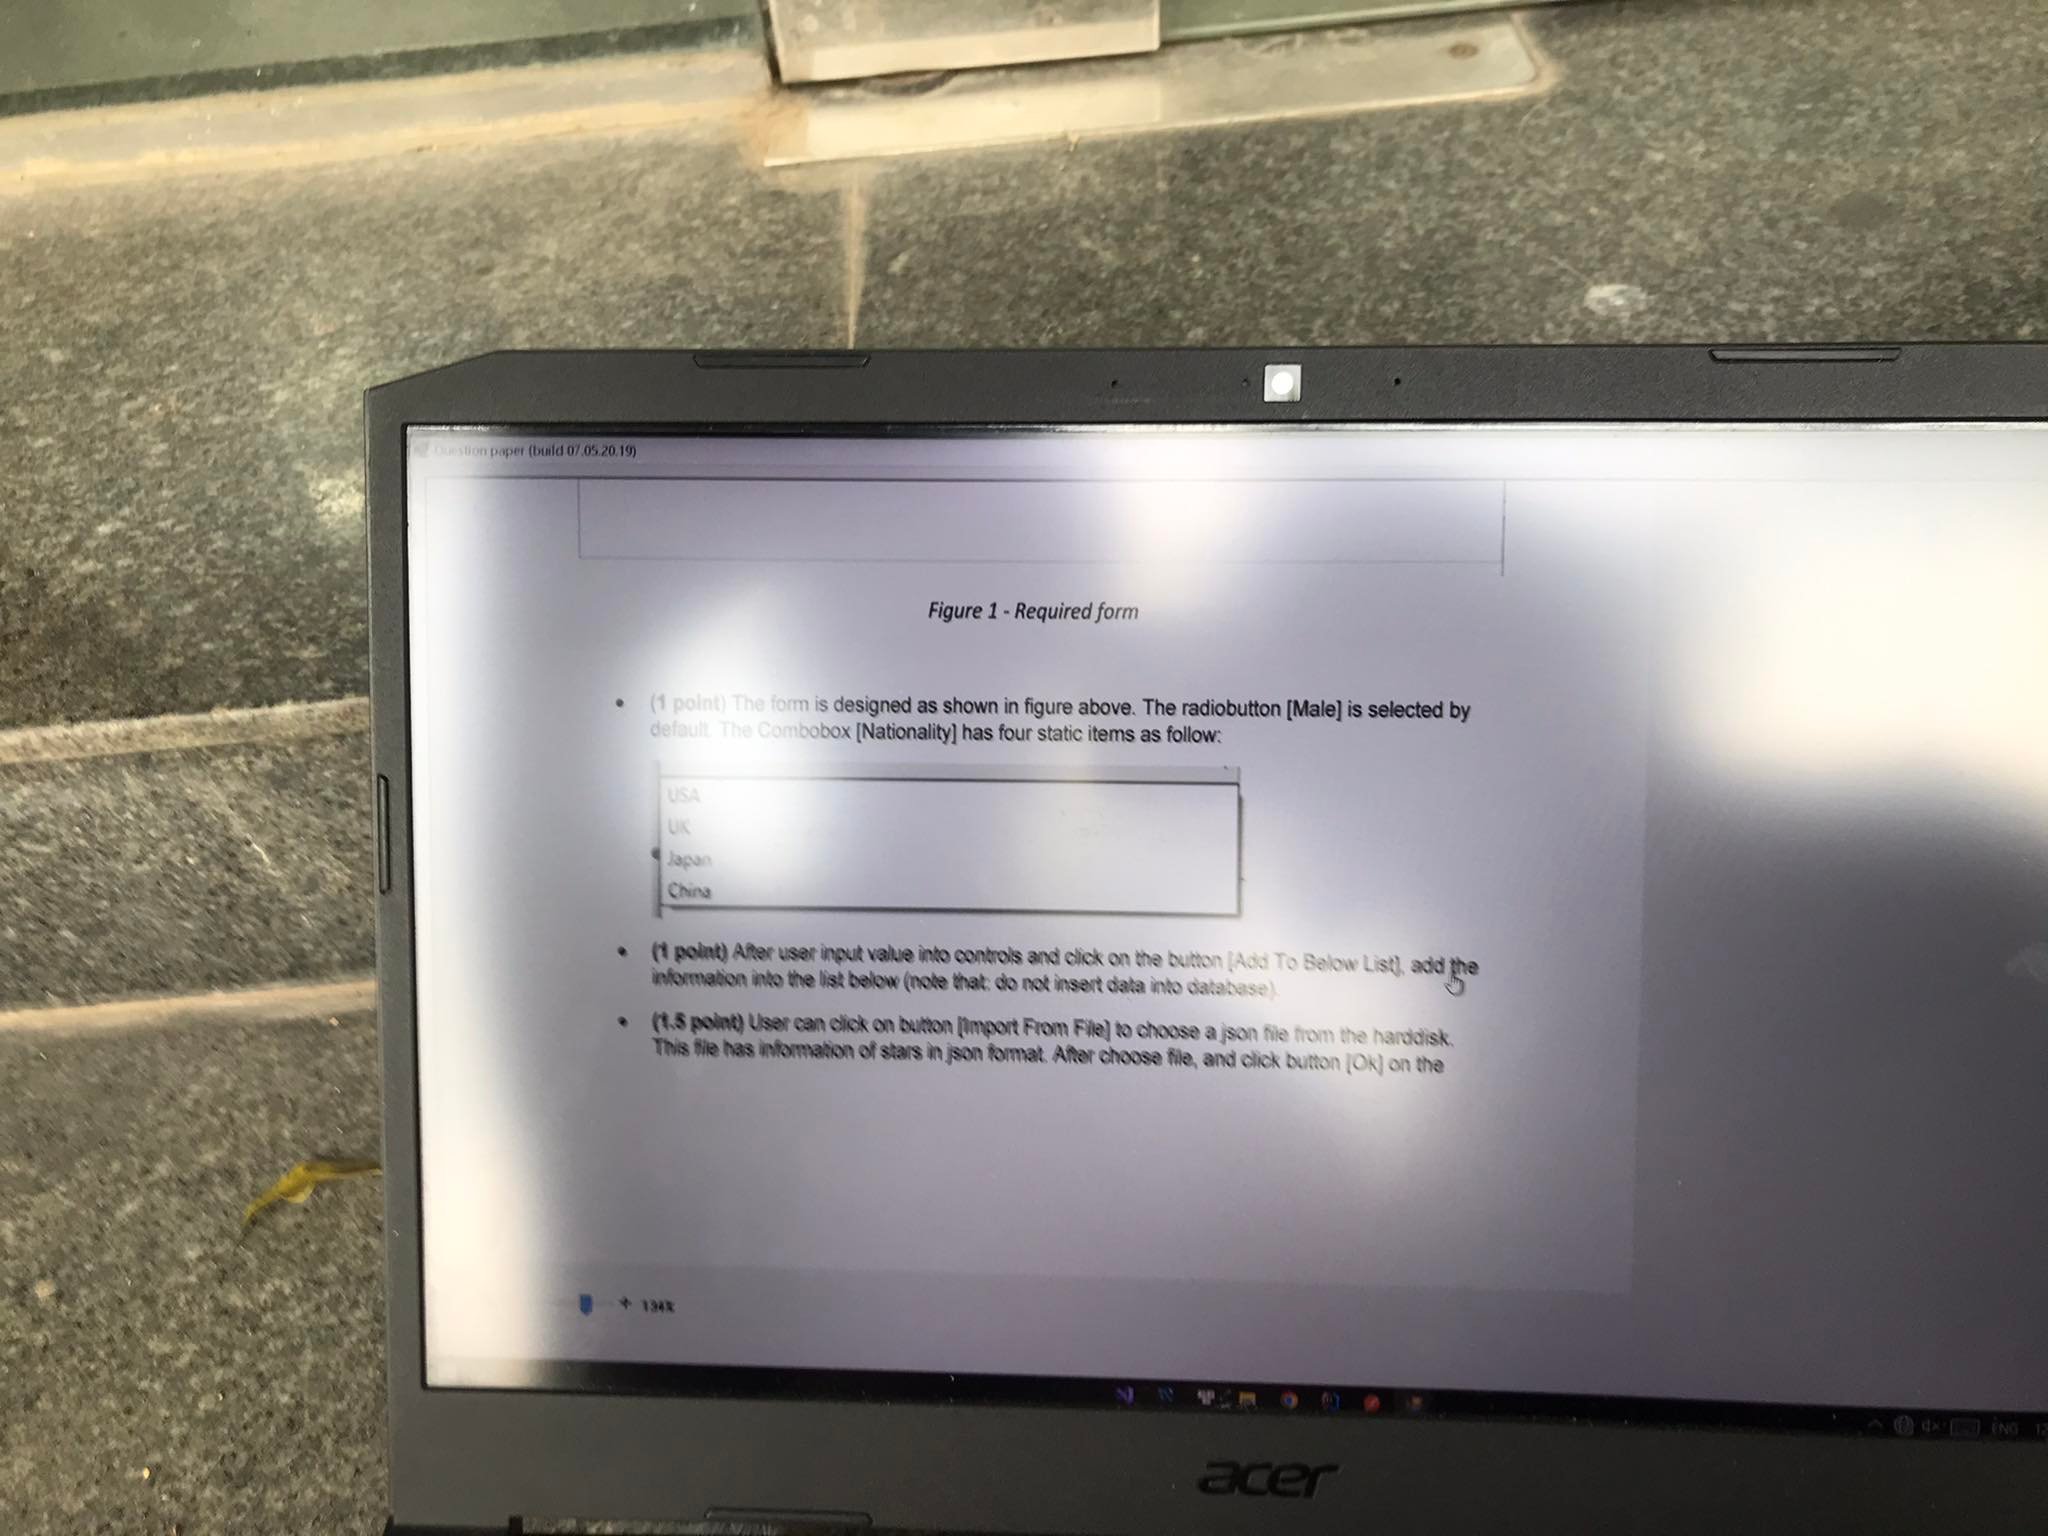 Question paper (build 07.05.20.19)
Figure 1 - Required form
• (1 point) The form is designed as shown in figure above. The radiobutton [Male] is selected by
default. The Combobox [Nationality] has four static items as follow:
USA
UK
Japan
China
• (1 point) After user input value into controls and click on the button [Add To Below List], add the
information into the list below (note that: do not insert data into database).
• (1.5 point) User can click on button [Import From File] to choose a json file from the harddisk.
This file has information of stars in json format. After choose file, and click button [Ok] on the
+ 134%
ENG
acer